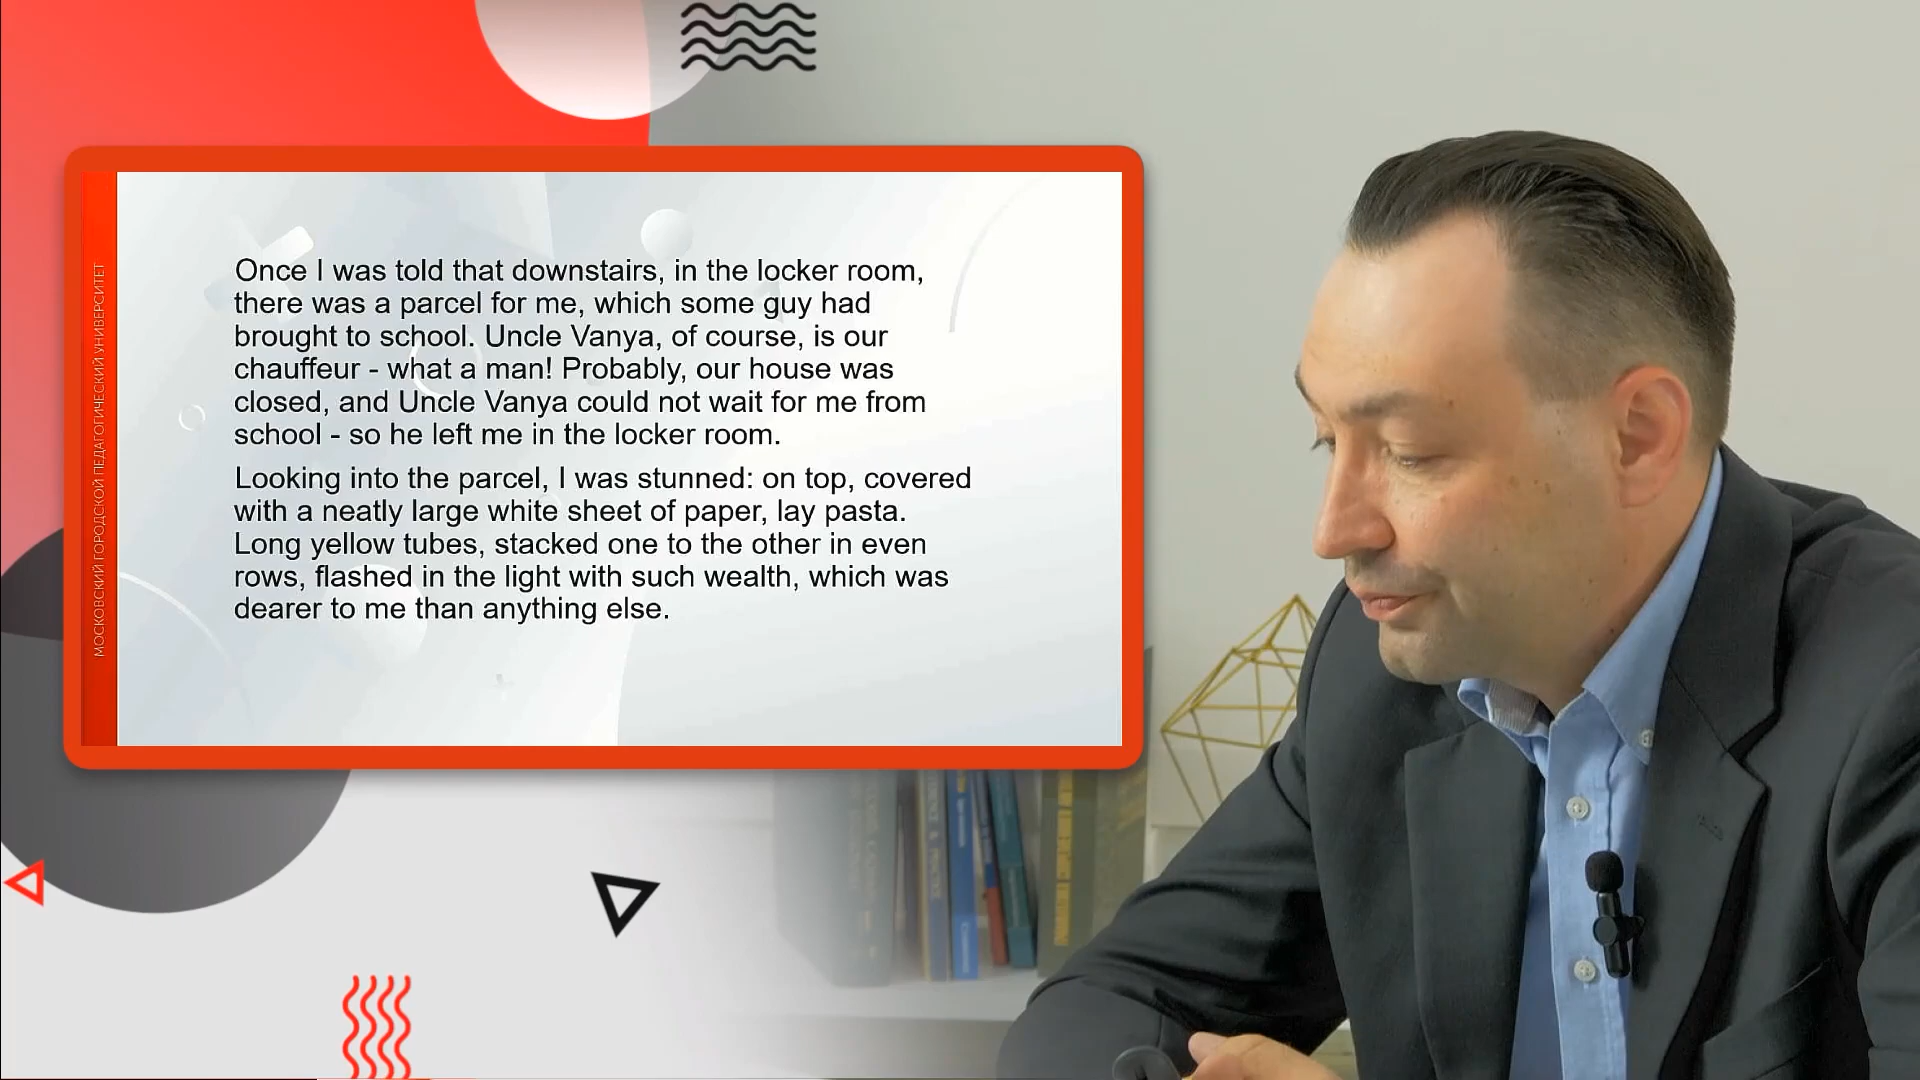 МОСКОВСКИЙ ГОРОДСКОЙ ПЕДАГОГИЧЕСКИЙ УНИВЕРСИТЕТ
Once I was told that downstairs, in the locker room,
there was a parcel for me, which some guy had
brought to school. Uncle Vanya, of course, is our
chauffeur - what a man! Probably, our house was
closed, and Uncle Vanya could not wait for me from
school - so he left me in the locker room.
Looking into the parcel, I was stunned: on top, covered
with a neatly large white sheet of paper, lay pasta.
Long yellow tubes, stacked one to the other in even
rows, flashed in the light with such wealth, which was
dearer to me than anything else.